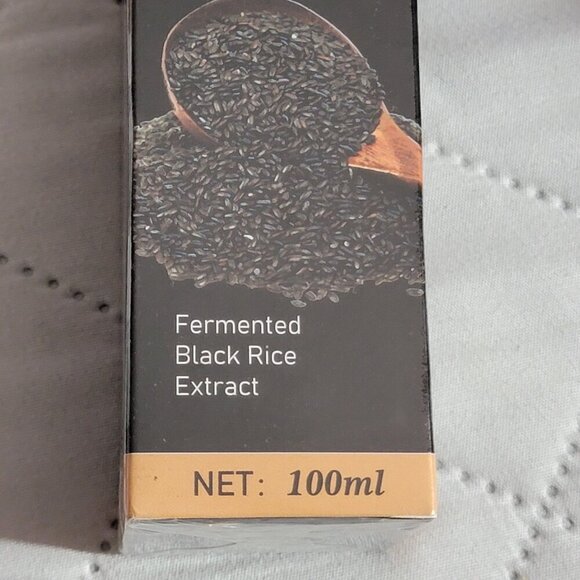 Fermented
Black Rice
Extract
NET: 100ml